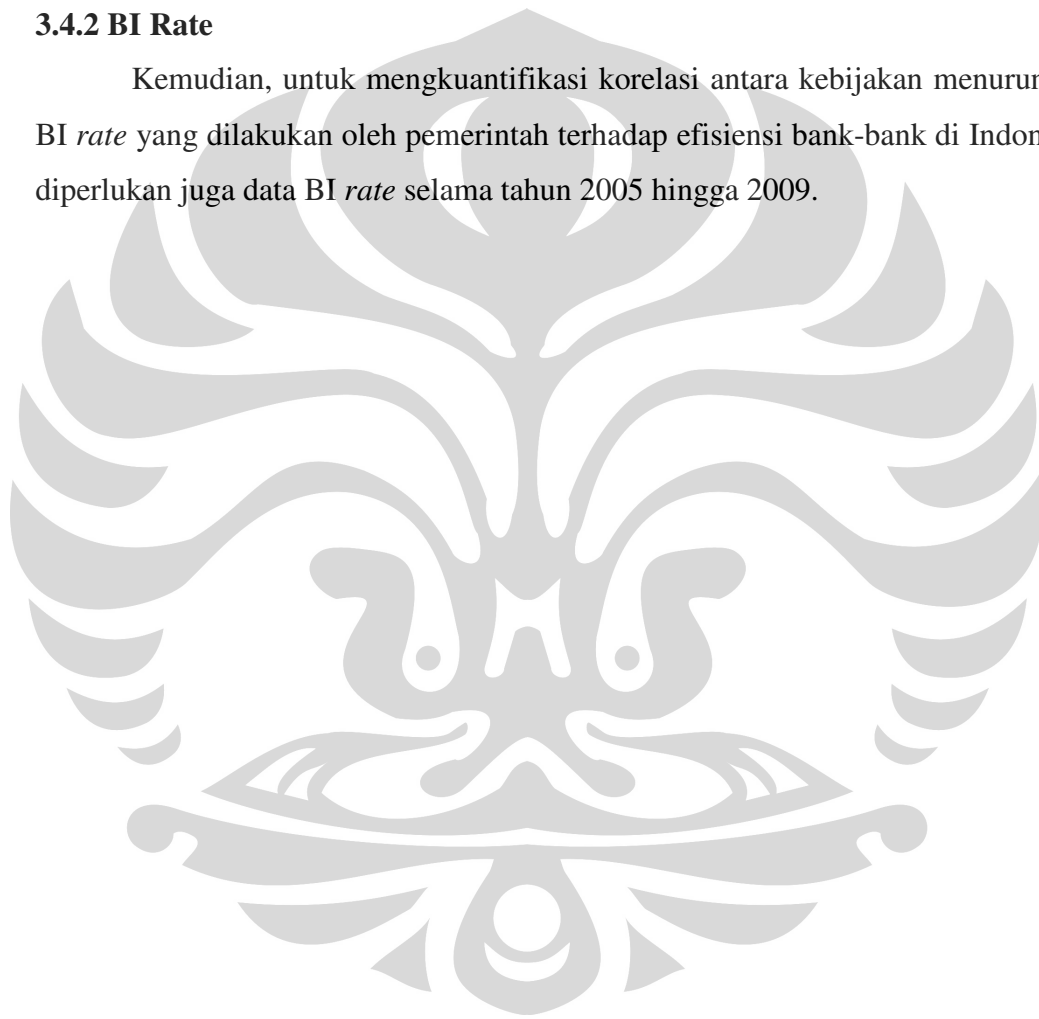 3.4.2 BI Rate
Kemudian, untuk mengkuantifikasi korelasi antara kebijakan menurun
BI rate yang dilakukan oleh pemerintah terhadap efisiensi bank-bank di Indon
diperlukan juga data BI rate selama tahun 2005 hingga 2009.